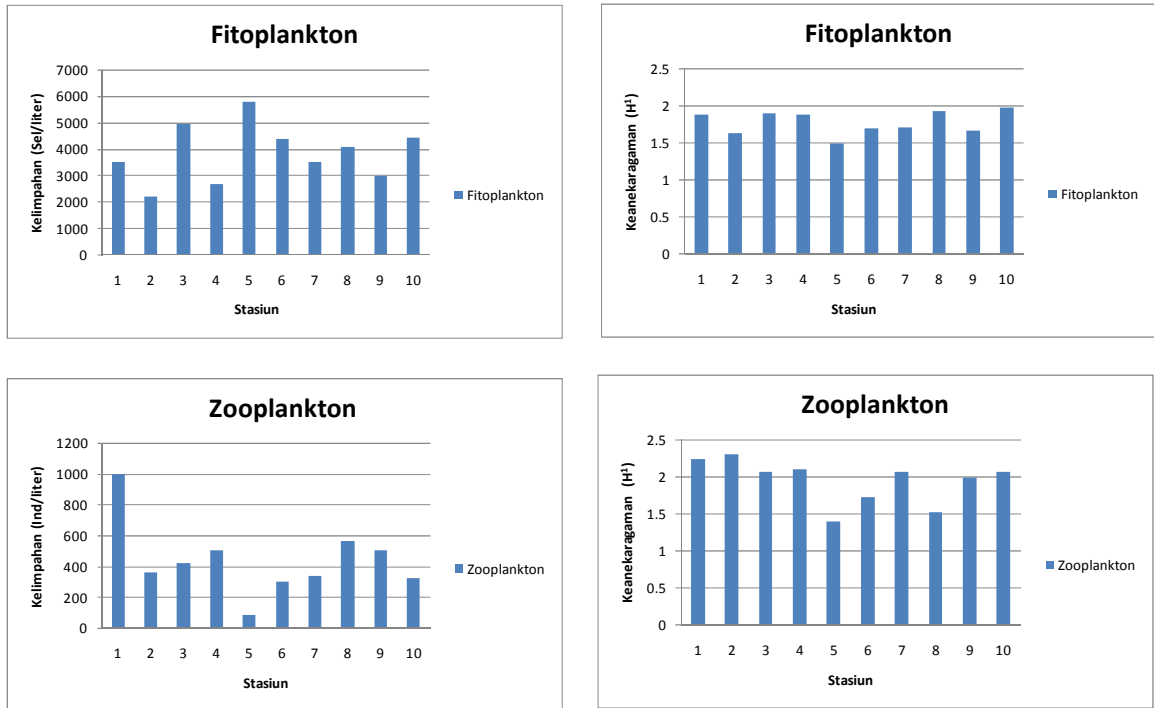 Fitoplankton
Kelimpahan (Sel/liter)
7000
6000
5000
4000
3000
2000
1000
0
1 2 3 4 5 6 7 8 9 10
Stasiun
Fitoplankton
Fitoplankton
Keanekaragaman (H¹)
2.5
2
1.5
1
0.5
0
1 2 3 4 5 6 7 8 9 10
Stasiun
Fitoplankton
Zooplankton
Kelimpahan (Ind/liter)
1200
1000
800
600
400
200
0
1 2 3 4 5 6 7 8 9 10
Stasiun
Zooplankton
Zooplankton
Keanekaragaman (H¹)
2.5
2
1.5
1
0.5
0
1 2 3 4 5 6 7 8 9 10
Stasiun
Zooplankton